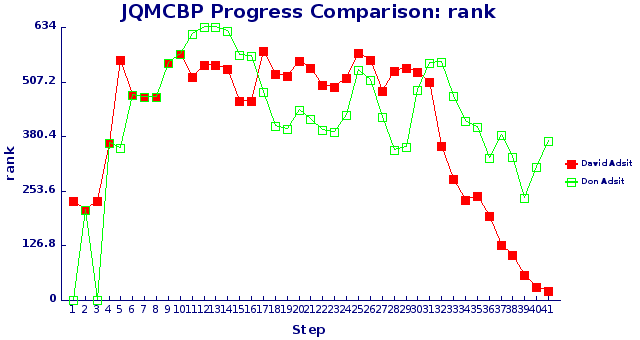 JQMCBP Progress Comparison: rank
634
507.2
380.4
253.6
126.8
0
rank
1 2 3 4 5 6 7 8 9 10 11 12 13 14 15 16 17 18 19 20 21 22 23 24 25 26 27 28 29 30 31 32 33 34 35 36 37 38 39 40 41
Step
David Adsit
Don Adsit